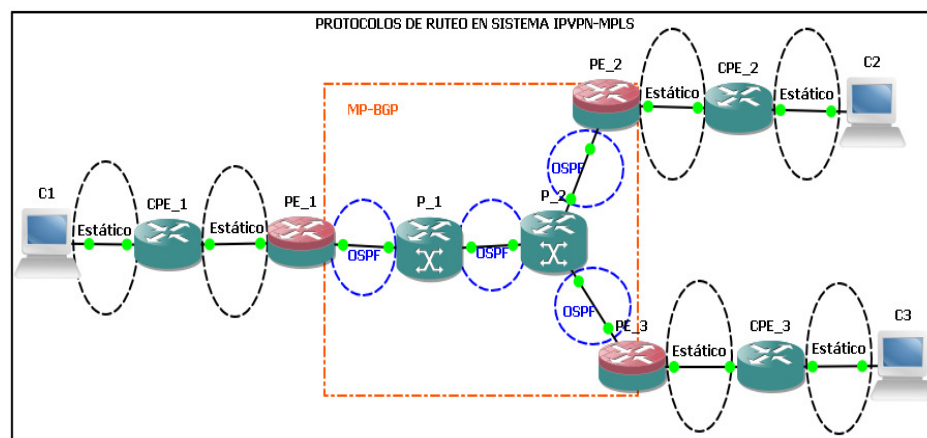 PROTOCOLOS DE RUTEO EN SISTEMA IPVPN-MPLS
PE_2
CPE_2
C2
Estático
Estático
MP-BGP
OSPF
C1
CPE_1
PE_1
P_1
P_2
Estático
Estático
OSPF
OSPF
OSPF
PE_3
CPE_3
C3
Estático
Estático